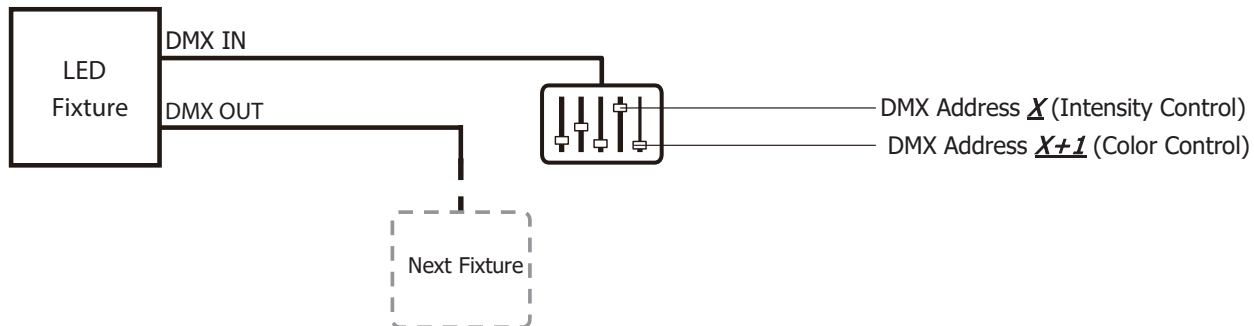 DMX IN
LED
Fixture
DMX OUT
DMX Address X (Intensity Control)
DMX Address X+1 (Color Control)
Next Fixture